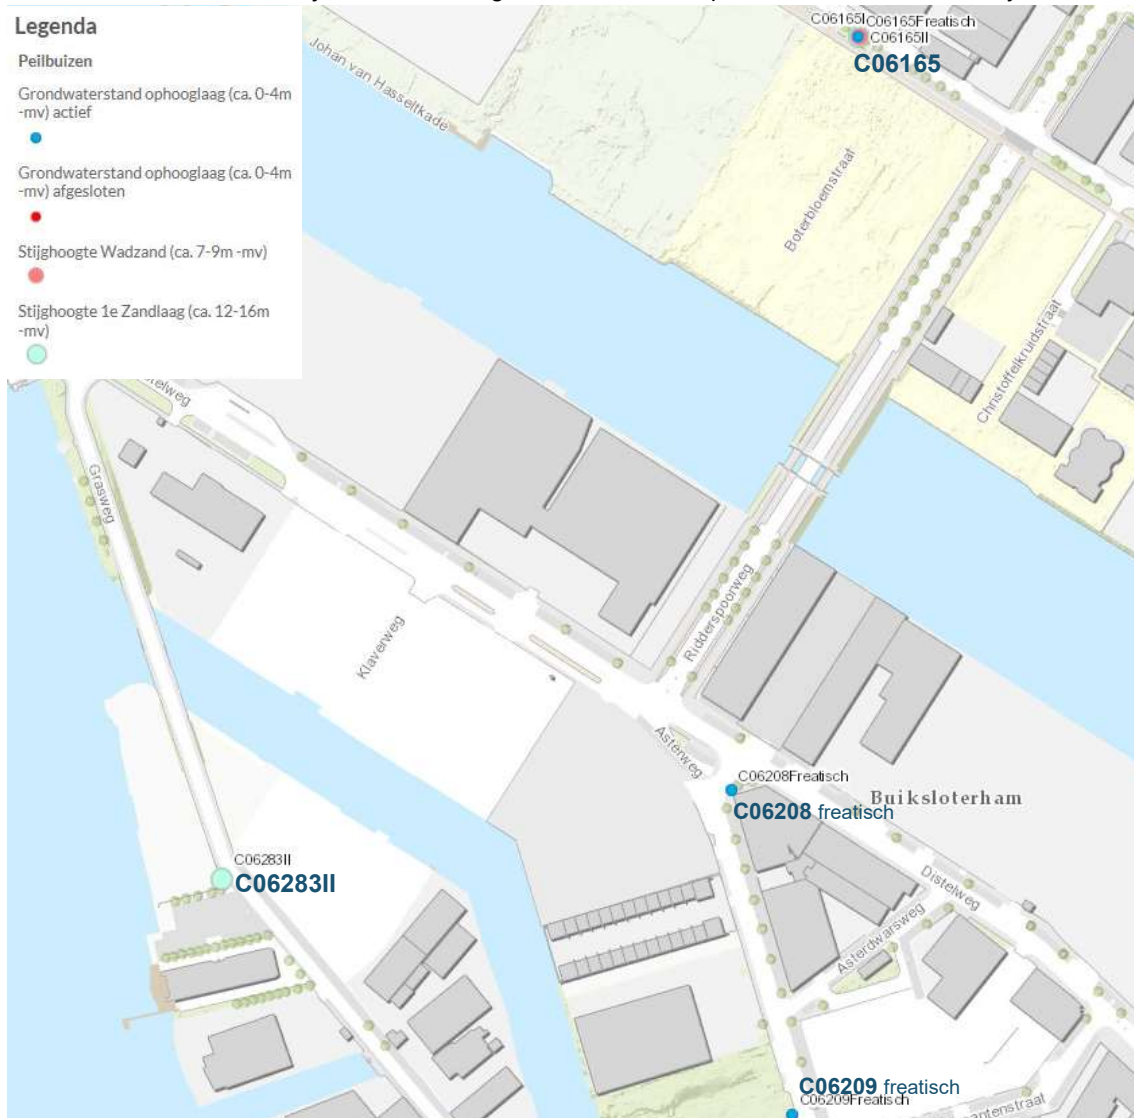 Legenda
Peilbuizen
Grondwaterstand ophooglaag (ca. 0-4m
-mv) actief
Grondwaterstand ophooglaag (ca. 0-4m
-mv) afgesloten
Stijghoogte Wadzand (ca. 7-9m -mv)
Stijghoogte 1e Zandlaag (ca. 12-16m
-mv)
C06165I
C06165Freatisch
C06165II
C06165
Johan van Hasseltkade
Boterbloemstraat
Christoffelkruidstraat
Grasweg
Klaverweg
Ridderspoorweg
Asterweg
C06208Freatisch
C06208 freatisch
Buiksloterham
C06283II
C06283II
Distelweg
Asterdwarsweg
C06209 freatisch
C06209Freatisch